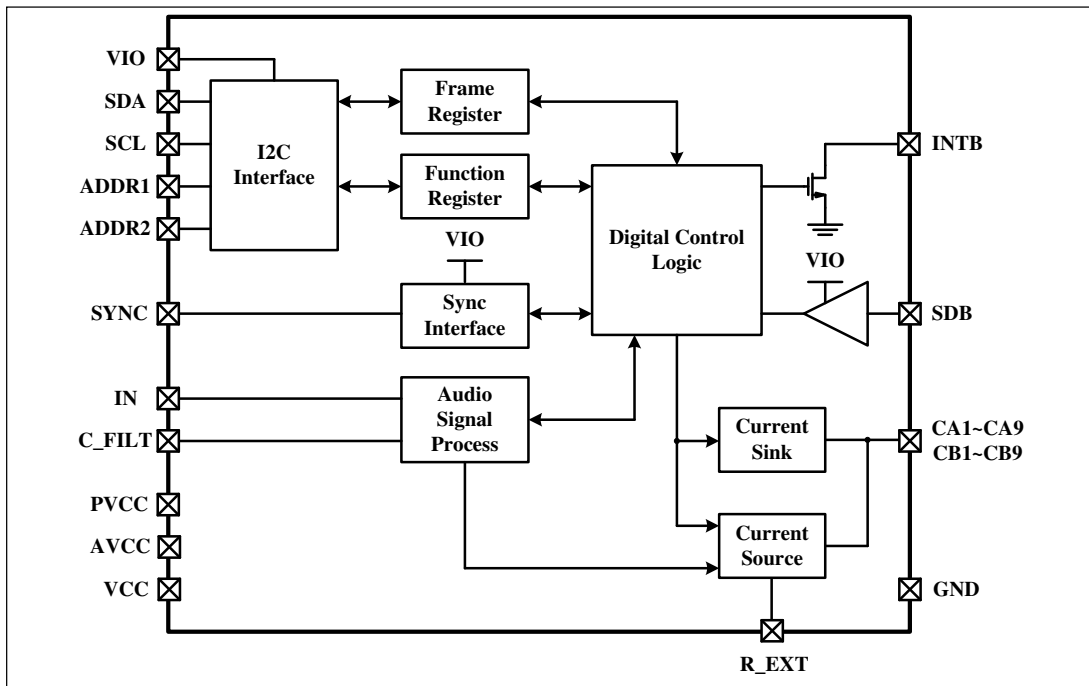 VIO
SDA
SCL
ADDR1
ADDR2
SYNC
IN
C_FILT
PVCC
AVCC
VCC
I2C
Interface
Frame
Register
Function
Register
VIO
Sync
Interface
Audio
Signal
Process
Digital Control
Logic
VIO
Current
Sink
Current
Source
INTB
SDB
CA1~CA9
CB1~CB9
GND
R_EXT